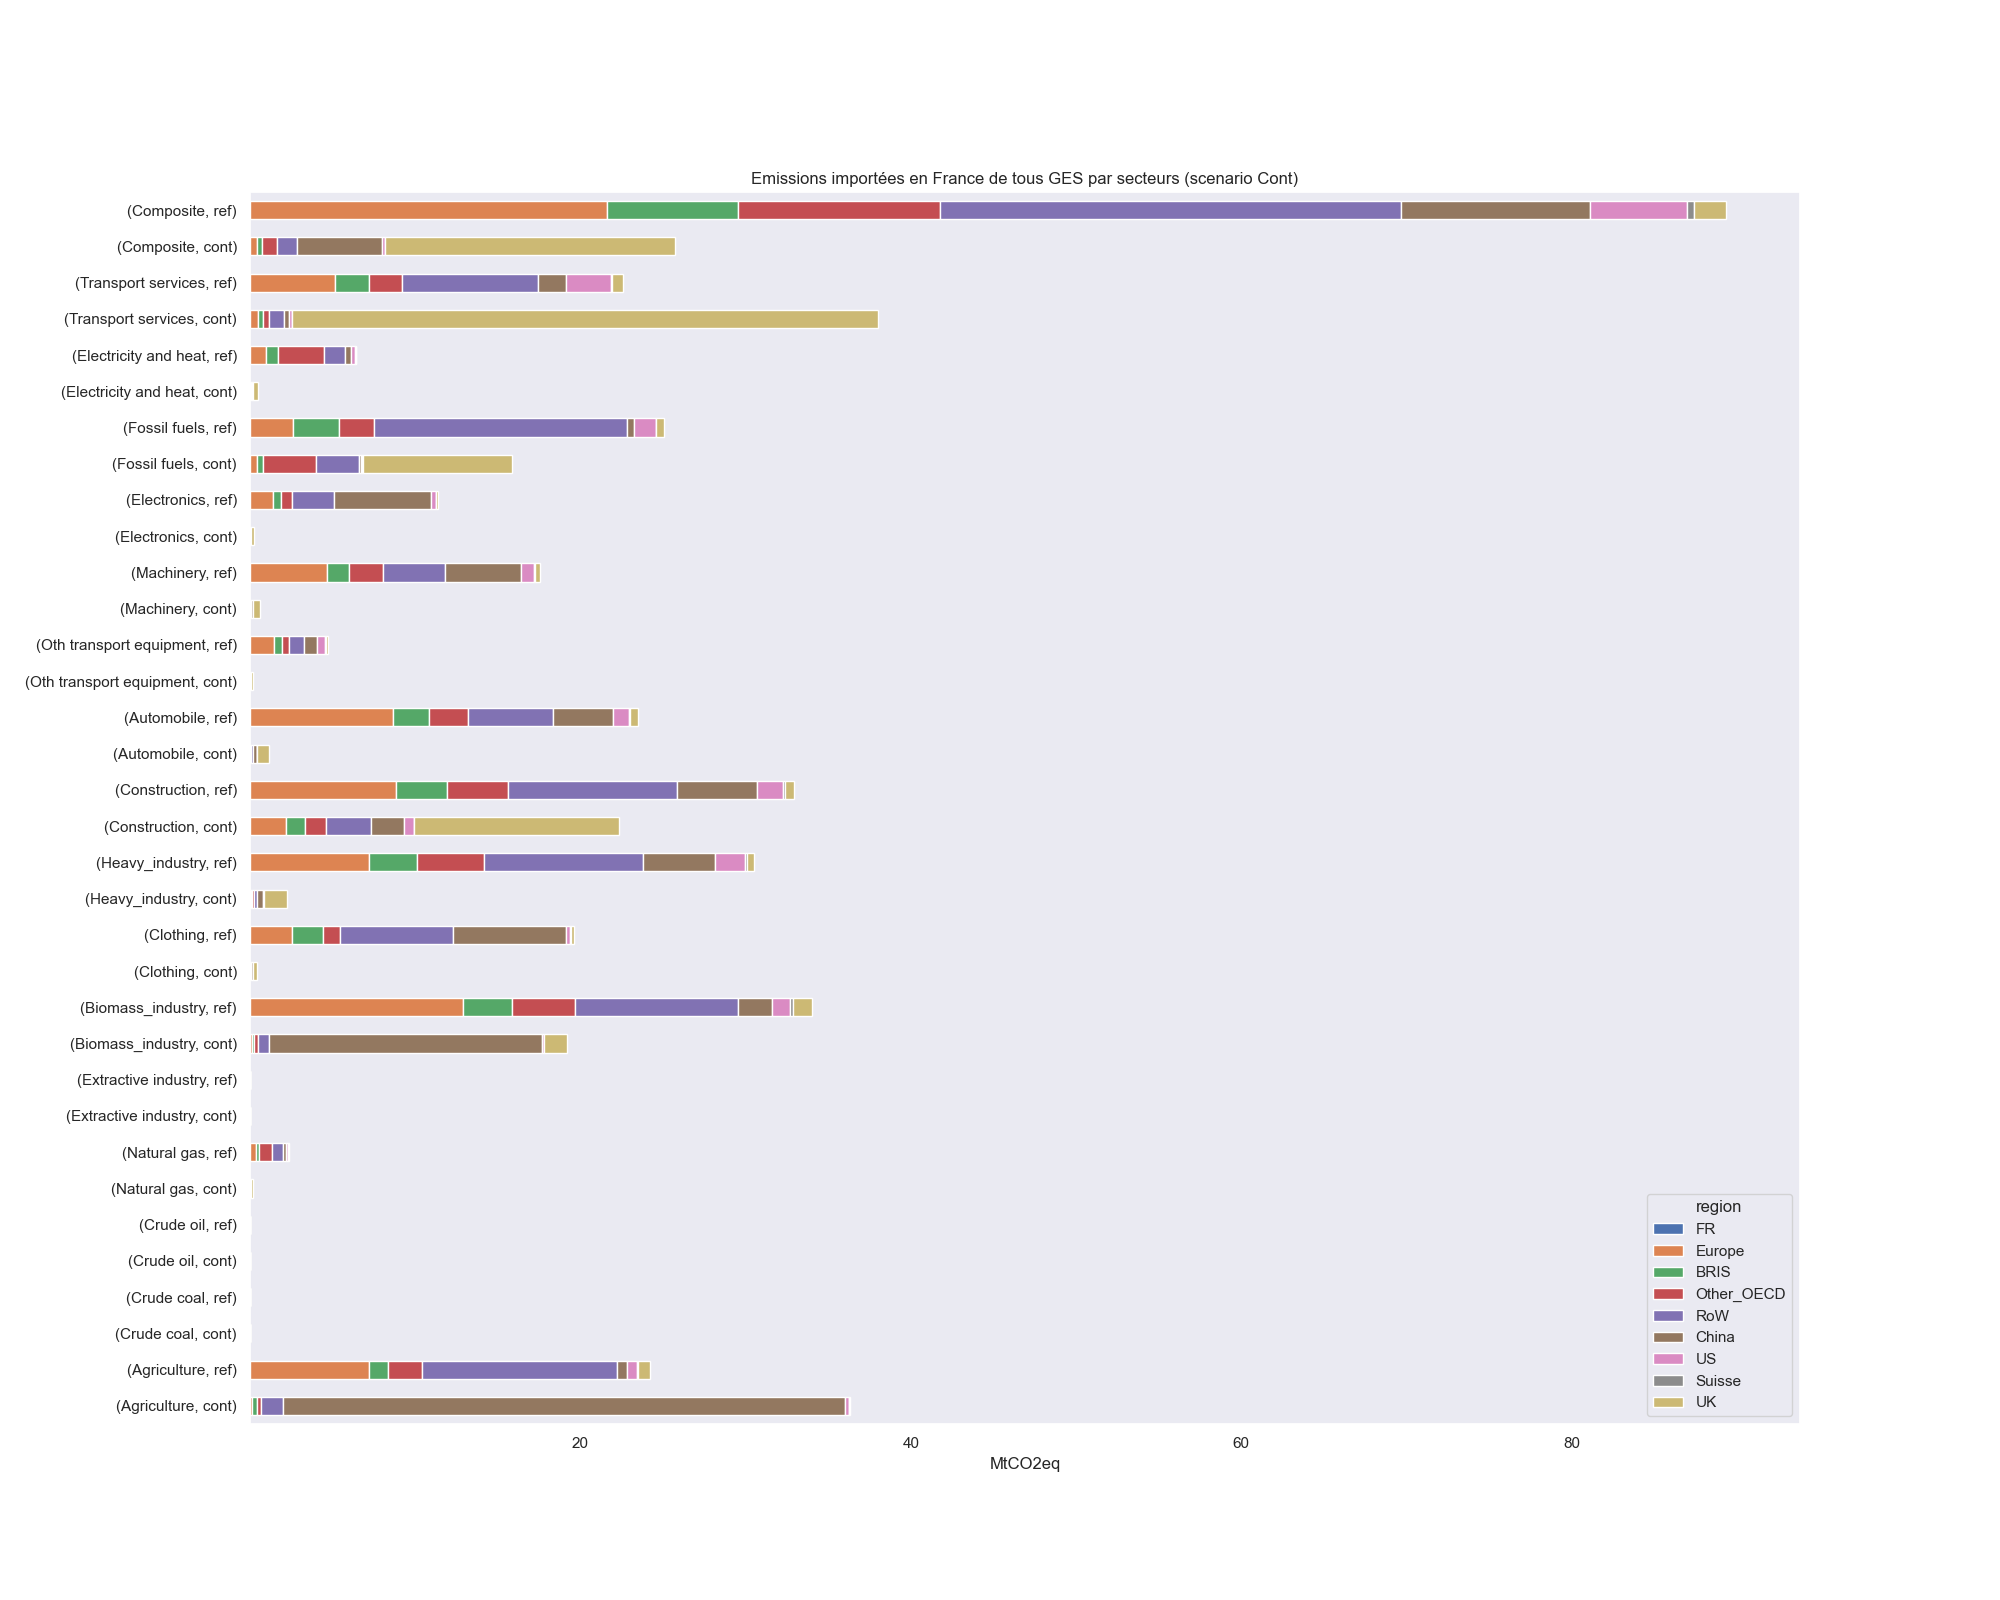 Emissions importées en France de tous GES par secteurs (scenario Cont)
(Composite, ref)
(Composite, cont)
(Transport services, ref)
(Transport services, cont)
(Electricity and heat, ref)
(Electricity and heat, cont)
(Fossil fuels, ref)
(Fossil fuels, cont)
(Electronics, ref)
(Electronics, cont)
(Machinery, ref)
(Machinery, cont)
(Oth transport equipment, ref)
(Oth transport equipment, cont)
(Automobile, ref)
(Automobile, cont)
(Construction, ref)
(Construction, cont)
(Heavy_industry, ref)
(Heavy_industry, cont)
(Clothing, ref)
(Clothing, cont)
(Biomass_industry, ref)
(Biomass_industry, cont)
(Extractive industry, ref)
(Extractive industry, cont)
(Natural gas, ref)
(Natural gas, cont)
(Crude oil, ref)
(Crude oil, cont)
(Crude coal, ref)
(Crude coal, cont)
(Agriculture, ref)
(Agriculture, cont)
region
FR
Europe
BRIS
Other_OECD
RoW
China
US
Suisse
UK
20 40 60 80
MtCO2eq